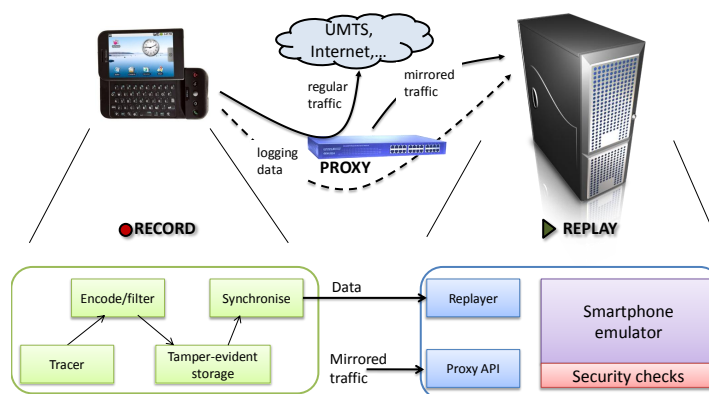 UMTS,
Internet,...
regular
traffic
mirrored
traffic
logging
data
PROXY
RECORD
REPLAY
Encode/filter
Synchronise
Tracer
Tamper-evident
storage
Data
Mirrored
traffic
Replayer
Proxy API
Smartphone
emulator
Security checks